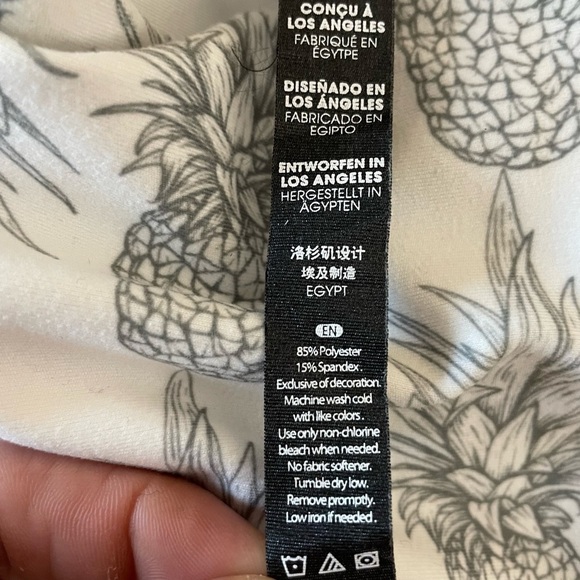 CONÇU À
LOS ANGELES
FABRIQUÉ EN
ÉGYTPE
DISEÑADO EN
LOS ÁNGELES
FABRICADO EN
EGIPTO
ENTWORFEN IN
LOS ANGELES
HERGESTELLT IN
ÄGYPTEN
洛杉矶设计
埃及制造
EGYPT
EN
85% Polyester
15% Spandex.
Exclusive of decoration.
Machine wash cold
with like colors.
Use only non-chlorine
bleach when needed.
No fabric softener.
Tumble dry low.
Remove promptly.
Low iron if needed.